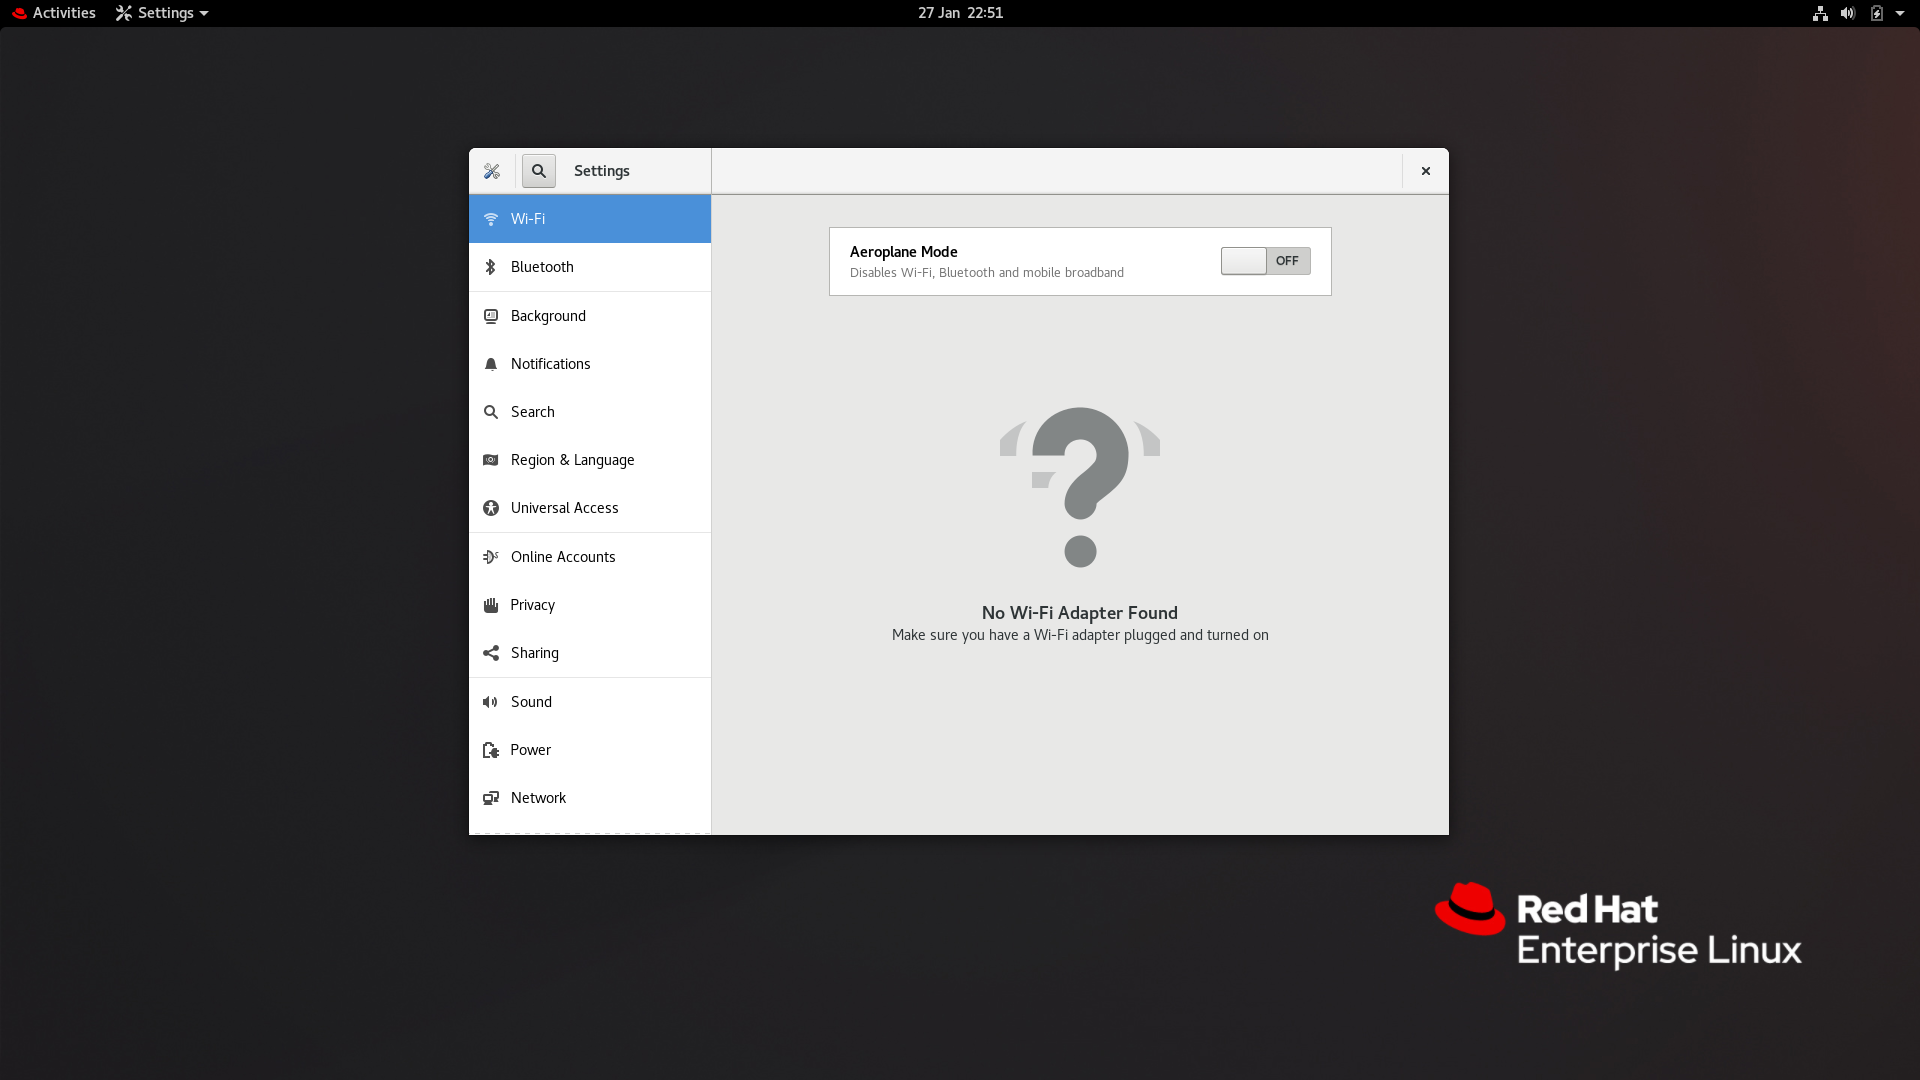 Activities Settings 27 Jan 22:51
Settings
Wi-Fi
Bluetooth
Background
Notifications
Search
Region & Language
Universal Access
Online Accounts
Privacy
Sharing
Sound
Power
Network
Aeroplane Mode
Disables Wi-Fi, Bluetooth and mobile broadband
OFF
No Wi-Fi Adapter Found
Make sure you have a Wi-Fi adapter plugged and turned on
Red Hat
Enterprise Linux